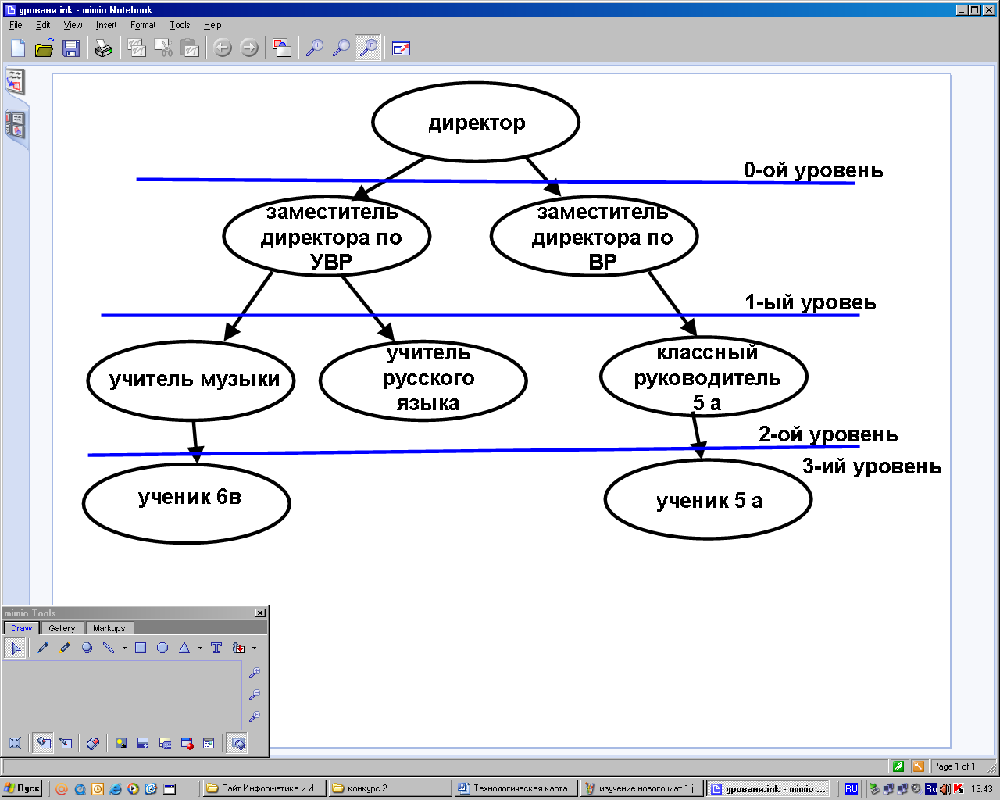 уровани.ink - mimio Notebook
File Edit View Insert Format Tools Help
директор
0-ой уровень
заместитель
директора по
УВР
заместитель
директора по
ВР
1-ый уровеь
учитель музыки
учитель
русского
языка
классный
руководитель
5 а
2-ой уровень
3-ий уровень
ученик 6в
ученик 5 а
mimio Tools
Draw Gallery Markups
Page 1 of 1
Пуск
Сайт Информатика и И...
конкурс 2
Технологическая карта...
изучение нового мат 1.j...
уровани.ink - mimio ...
RU
Ru
13:43